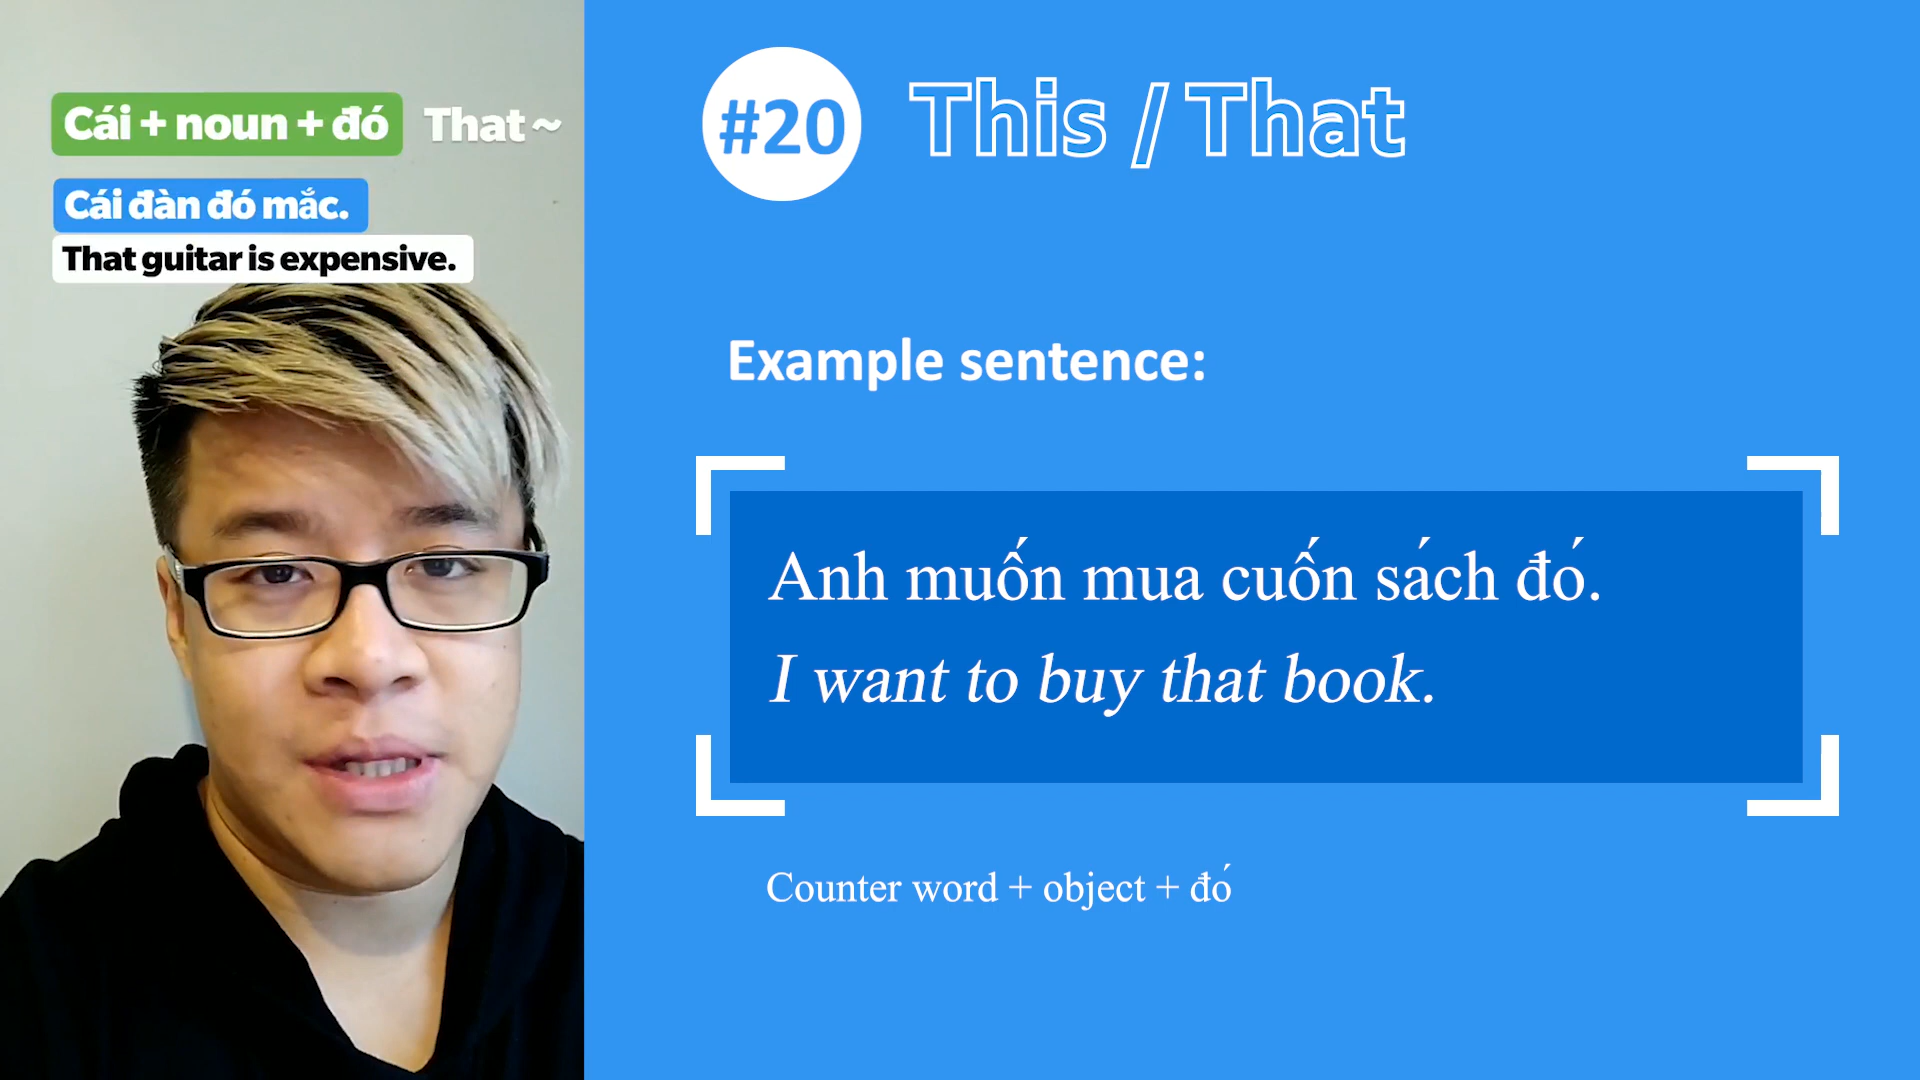 Cái + noun + đó That ~
Cái đàn đó mắc.
That guitar is expensive.
#20 This / That
Example sentence:
Anh muốn mua cuốn sách đó.
I want to buy that book.
Counter word + object + đó